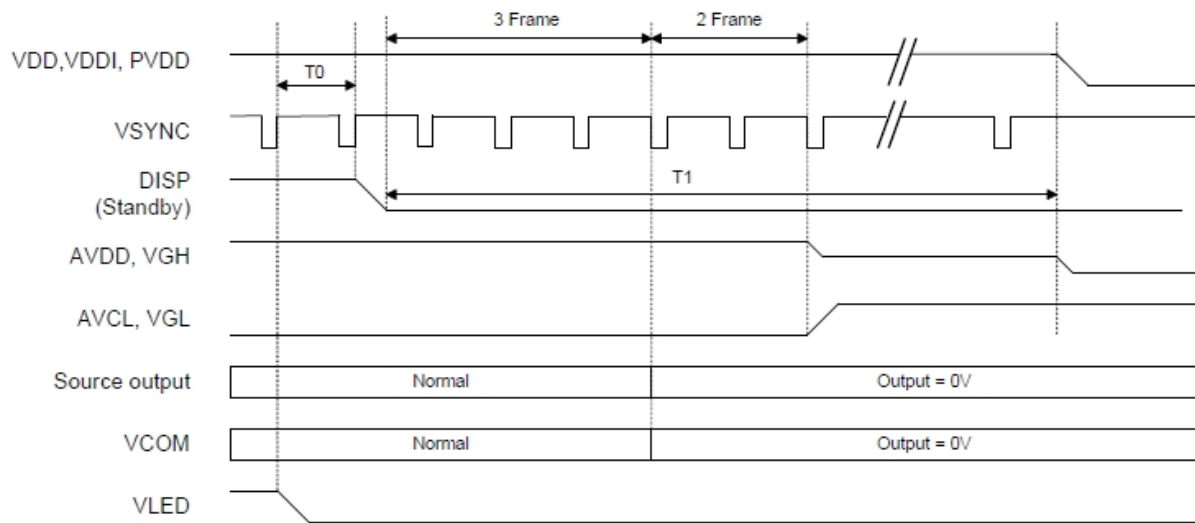 3 Frame
2 Frame
VDD,VDDI, PVDD
T0
VSYNC
DISP
(Standby)
T1
AVDD, VGH
AVCL, VGL
Source output
Normal
Output = 0V
VCOM
Normal
Output = 0V
VLED